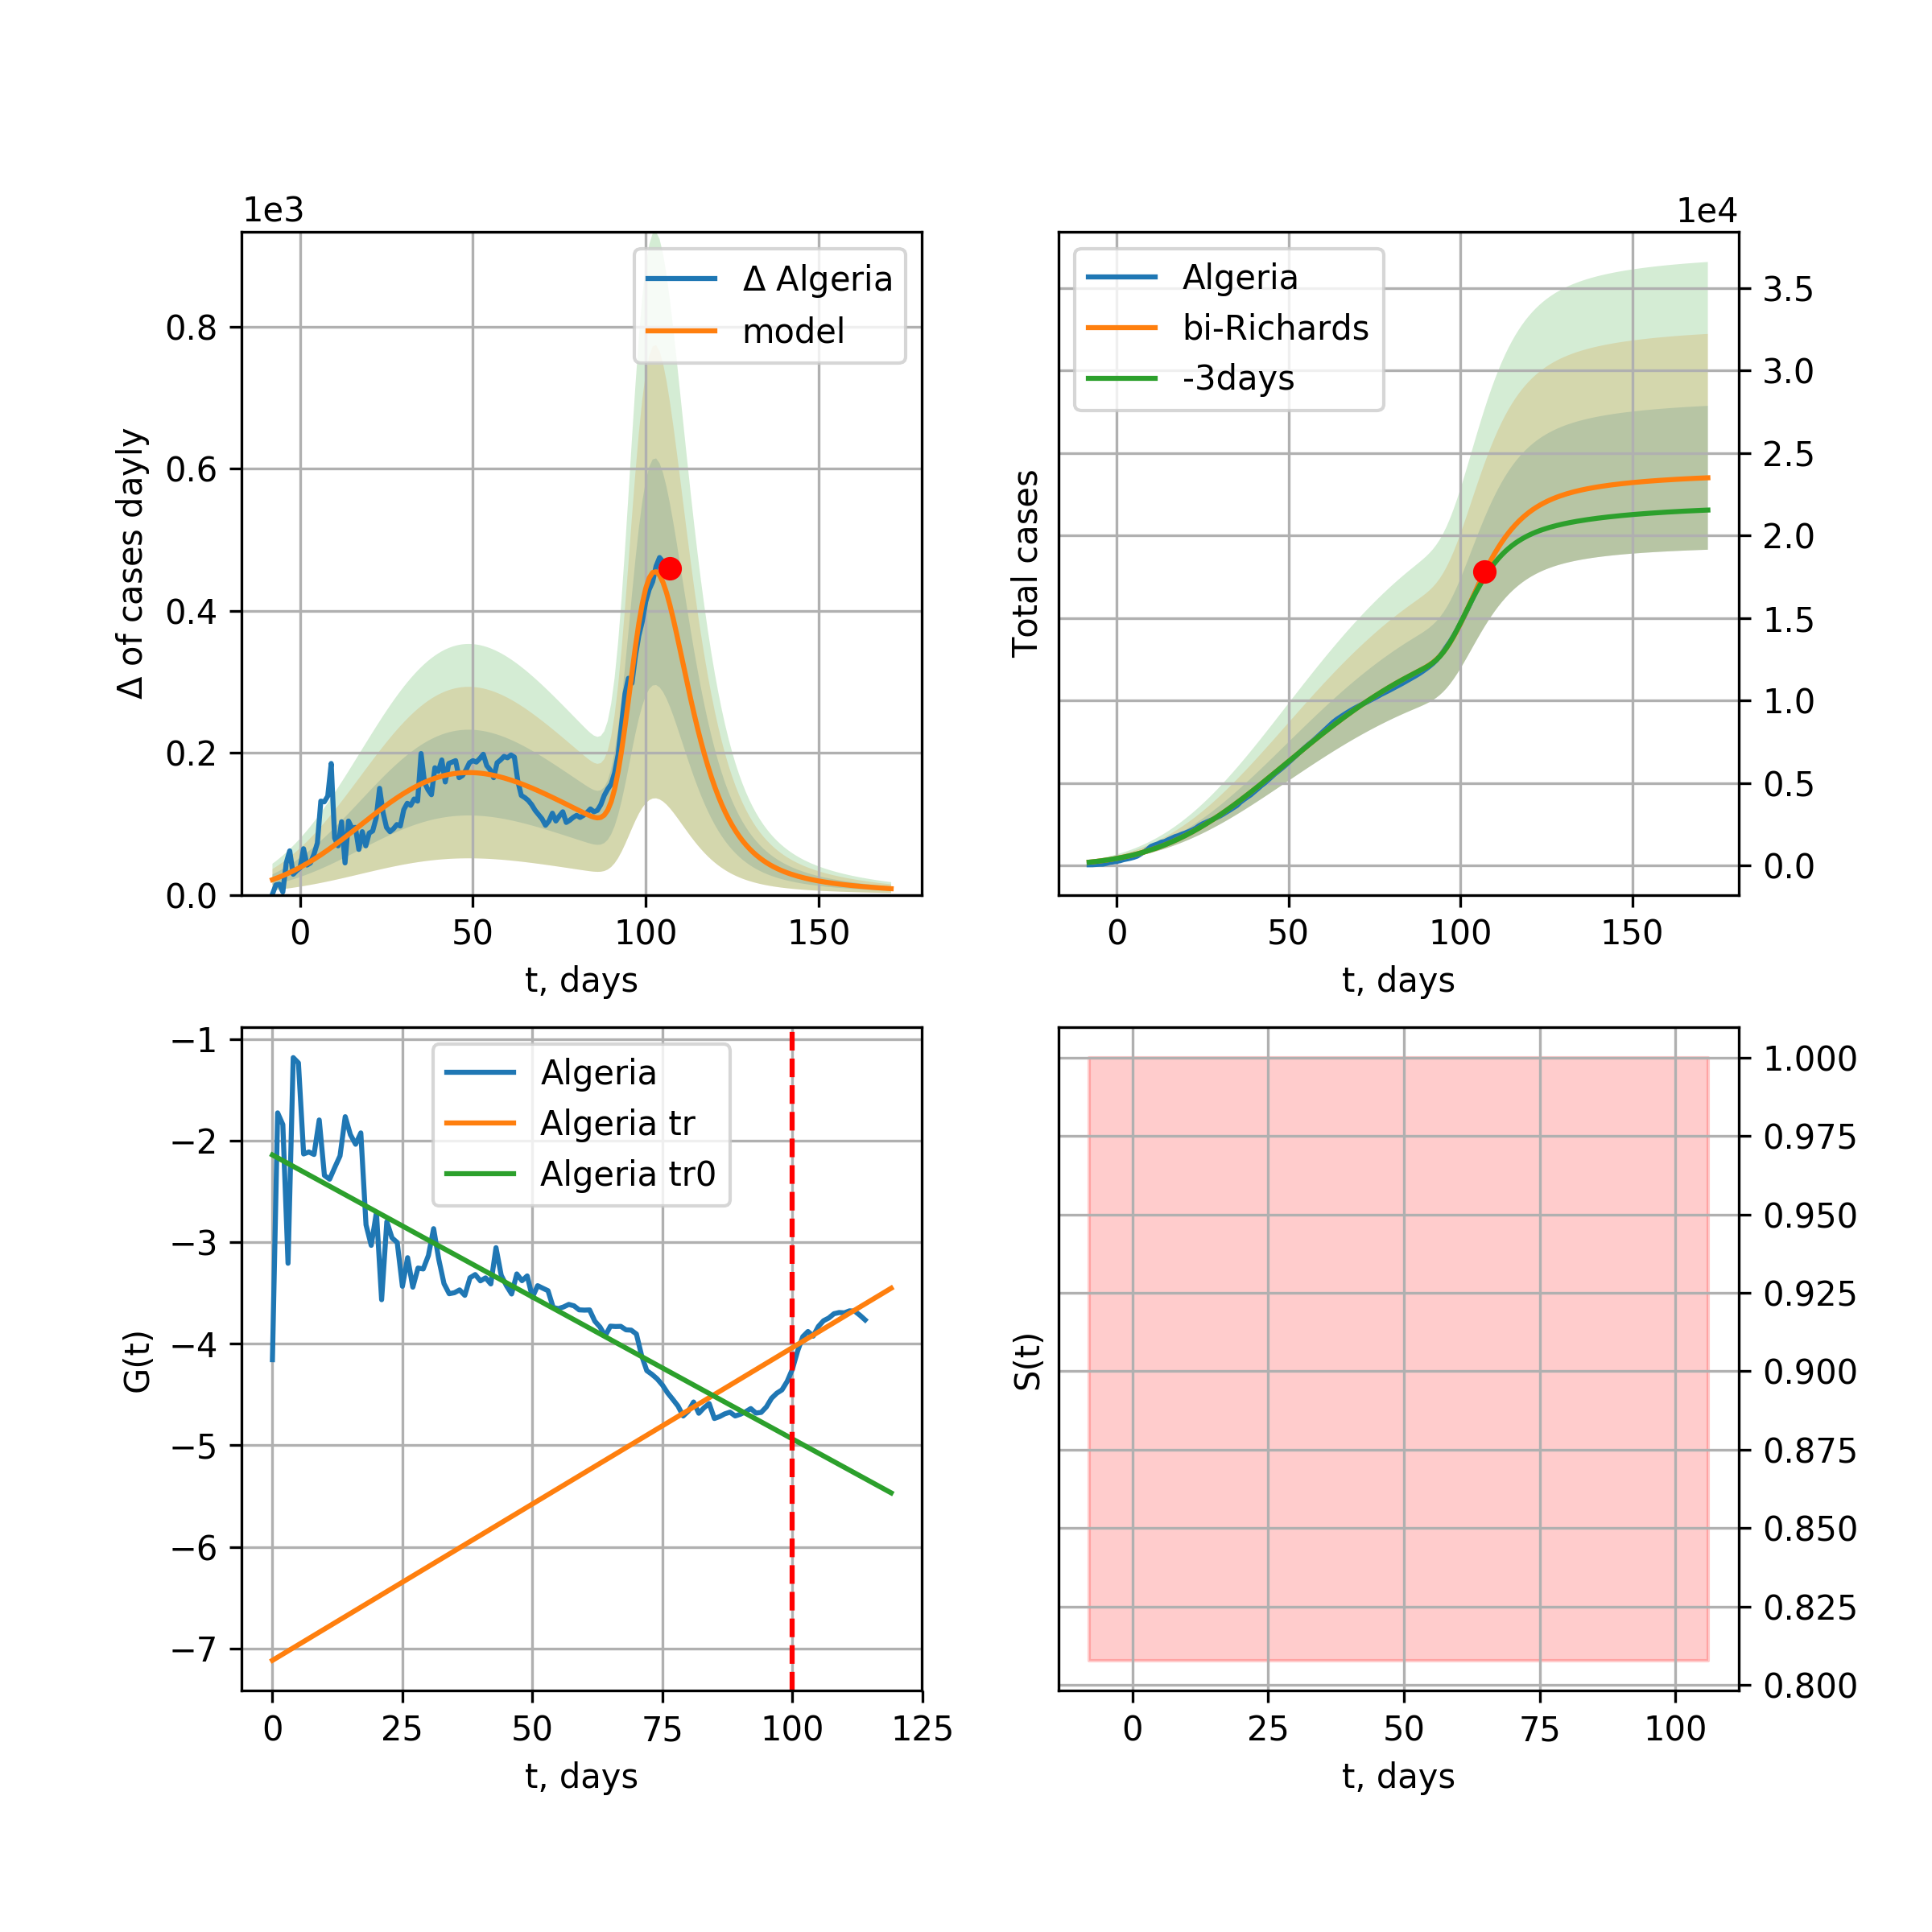 1e3
Δ of cases dayly
0.8
0.6
0.4
0.2
0.0
Δ Algeria
model
0 50 100 150
t, days
1e4
Total cases
Algeria
bi-Richards
-3days
3.5
3.0
2.5
2.0
1.5
1.0
0.5
0.0
0 50 100 150
t, days
G(t)
−1
−2
−3
−4
−5
−6
−7
Algeria
Algeria tr
Algeria tr0
0 25 50 75 100 125
t, days
S(t)
1.000
0.975
0.950
0.925
0.900
0.875
0.850
0.825
0.800
0 25 50 75 100
t, days